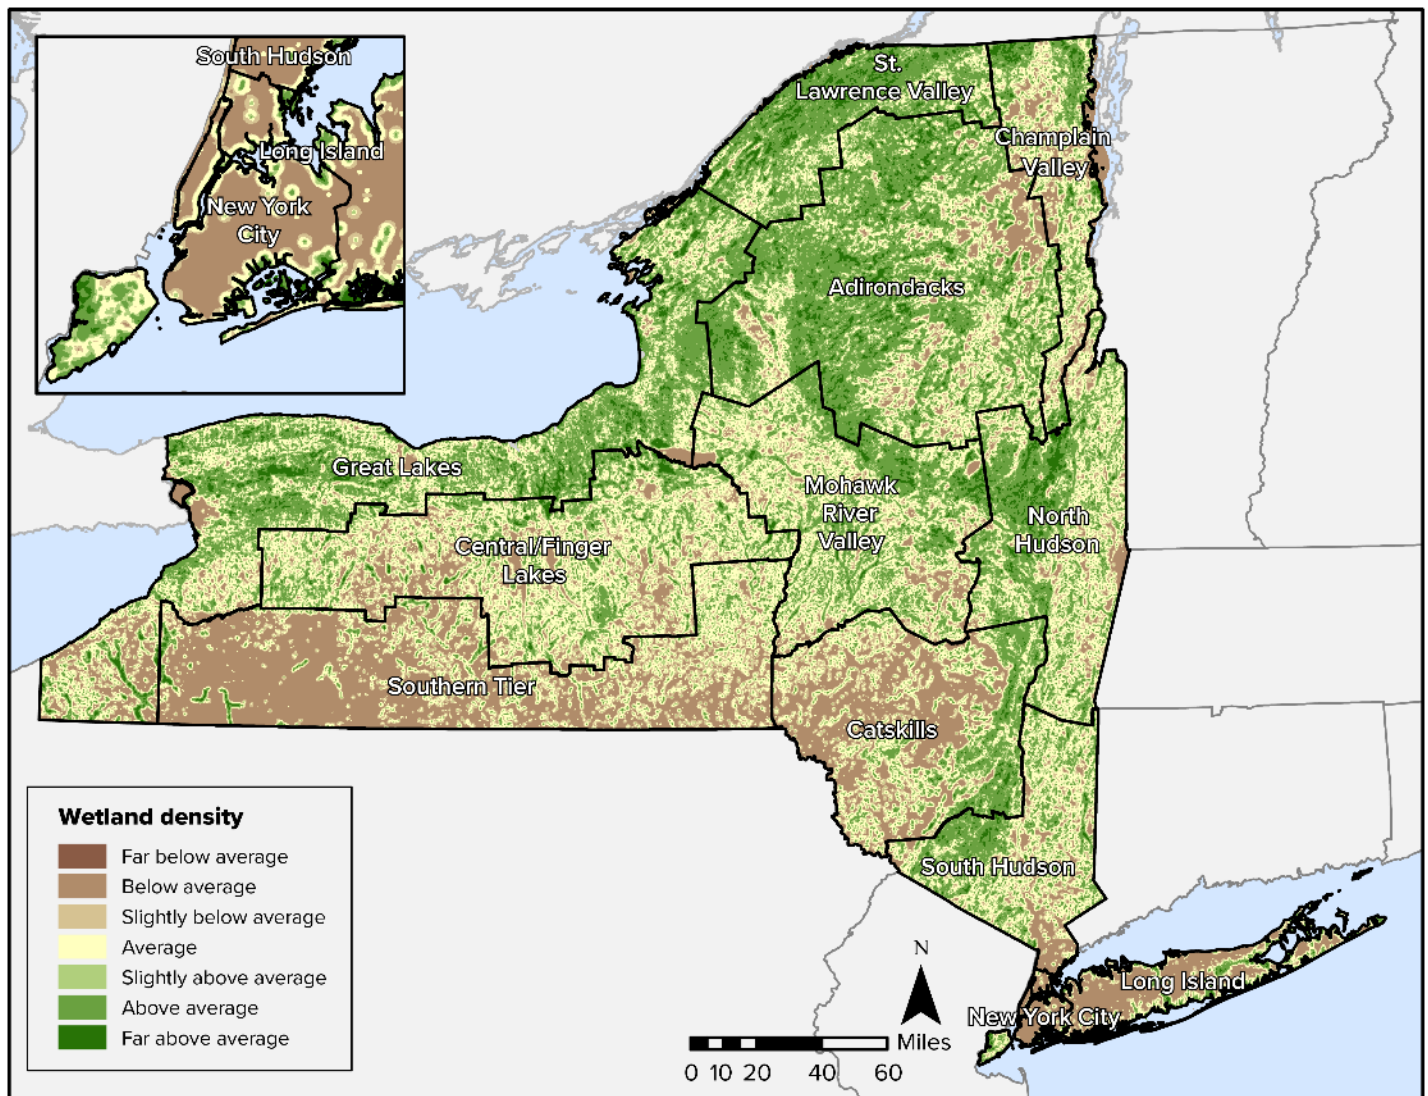 South Hudson
Long Island
New York
City
St.
Lawrence Valley
Champlain
Valley
Adirondacks
Great Lakes
Mohawk
River
Valley
North
Hudson
Central/Finger
Lakes
Southern Tier
Catskills
South Hudson
Long Island
New York City
Wetland density
Far below average
Below average
Slightly below average
Average
Slightly above average
Above average
Far above average
N
Miles
0 10 20 40 60